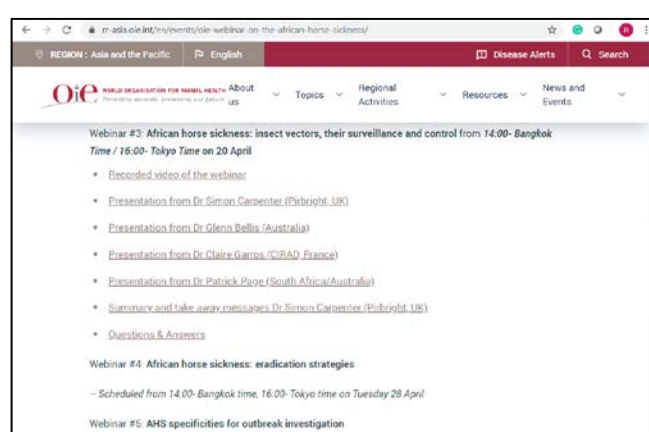 rr-asia.oie.int/en/events/oie-webinar-on-the-african-horse-sickness/
R
REGION : Asia and the Pacific
English
Disease Alerts
Search
Oie
WORLD ORGANISATION FOR ANIMAL HEALTH
Protecting animals, preserving our future
About us
Topics
Regional Activities
Resources
News and Events
Webinar #3: African horse sickness: insect vectors, their surveillance and control from 14:00- Bangkok
Time / 16:00- Tokyo Time on 20 April
Recorded video of the webinar
Presentation from Dr Simon Carpenter (Pirbright, UK)
Presentation from Dr Glenn Bellis (Australia)
Presentation from Dr Claire Garros (CIRAD, France)
Presentation from Dr Patrick Page (South Africa/Australia)
Summary and take away messages Dr Simon Carpenter (Pirbright, UK)
Questions & Answers
Webinar #4: African horse sickness: eradication strategies
– Scheduled from 14:00- Bangkok time, 16:00- Tokyo time on Tuesday 28 April
Webinar #5: AHS specificities for outbreak investigation